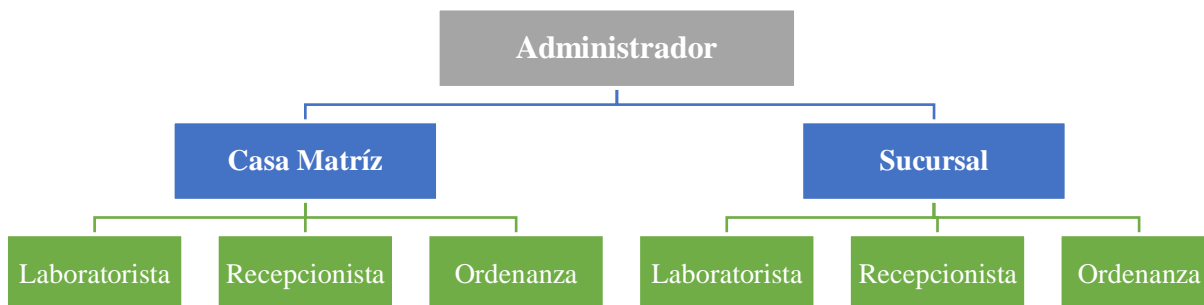 Administrador
Casa Matríz
Sucursal
Laboratorista
Recepcionista
Ordenanza
Laboratorista
Recepcionista
Ordenanza